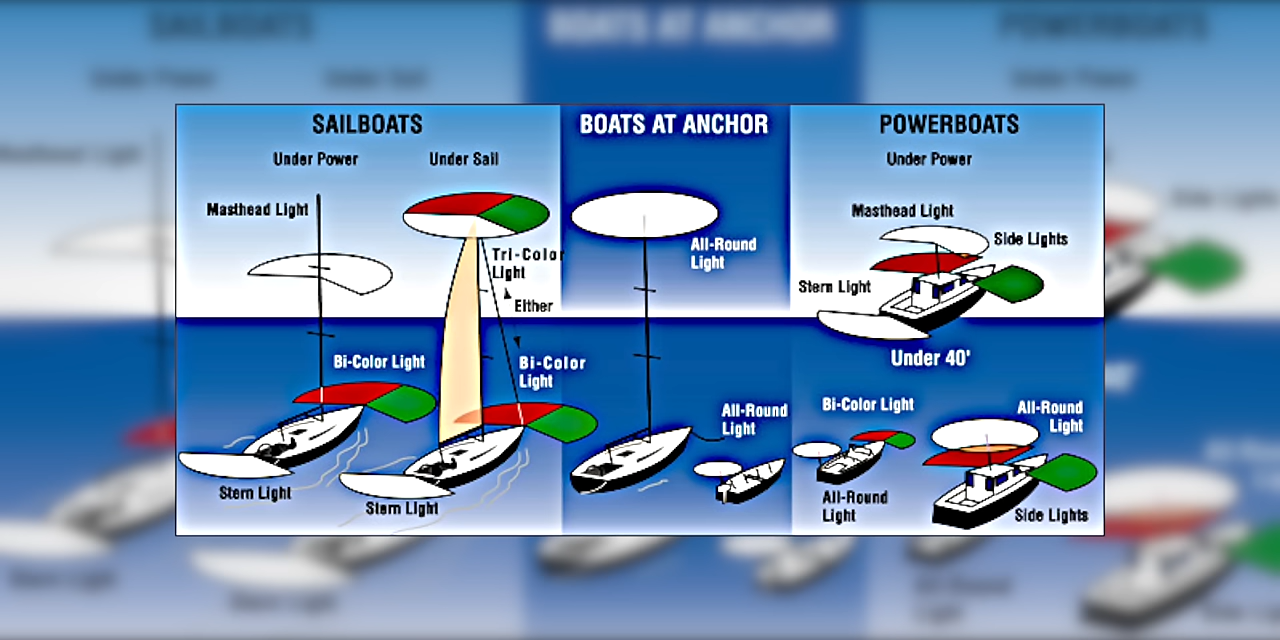 SAILBOATS
Under Power
Under Sail
Masthead Light
Tri-Color
Light
Either
Bi-Color Light
Bi-Color
Light
Stern Light
Stern Light
BOATS AT ANCHOR
All-Round
Light
All-Round
Light
POWERBOATS
Under Power
Masthead Light
Side Lights
Stern Light
Under 40'
Bi-Color Light
All-Round
Light
All-Round
Light
Side Lights